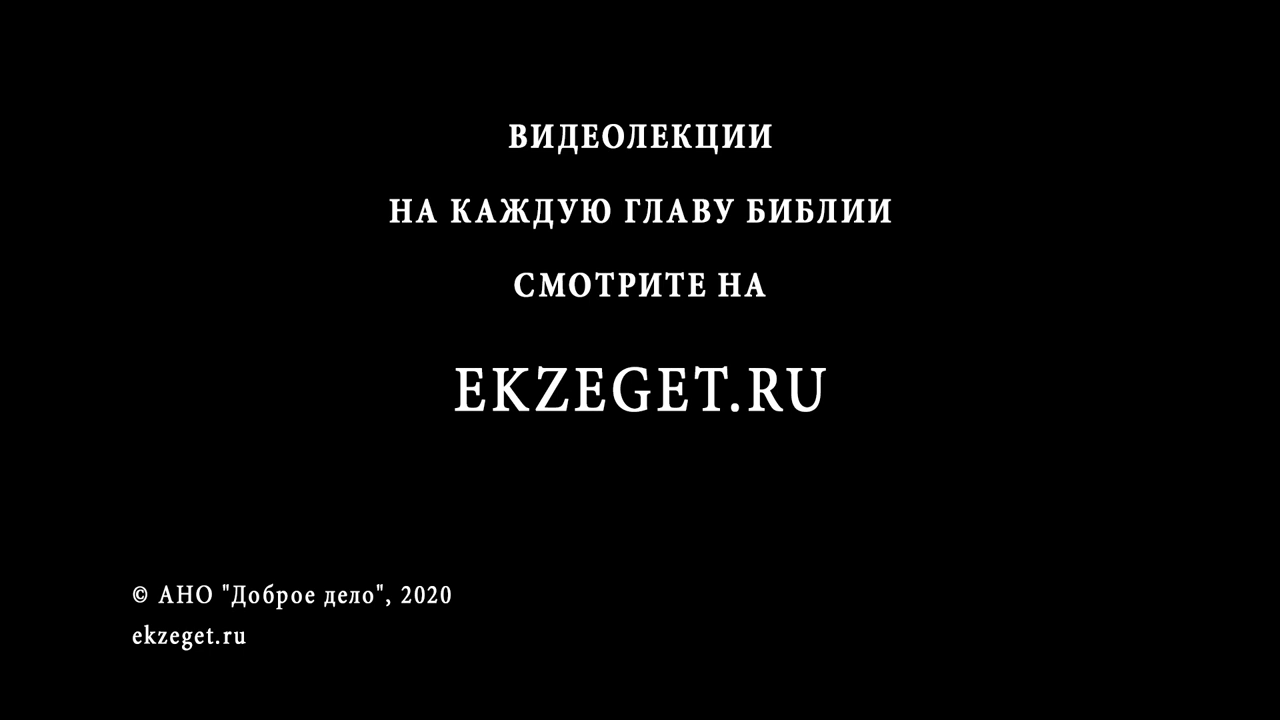 ВИДЕОЛЕКЦИИ
НА КАЖДУЮ ГЛАВУ БИБЛИИ
СМОТРИТЕ НА
EKZEGET.RU
© АНО "Доброе дело", 2020
ekzeget.ru